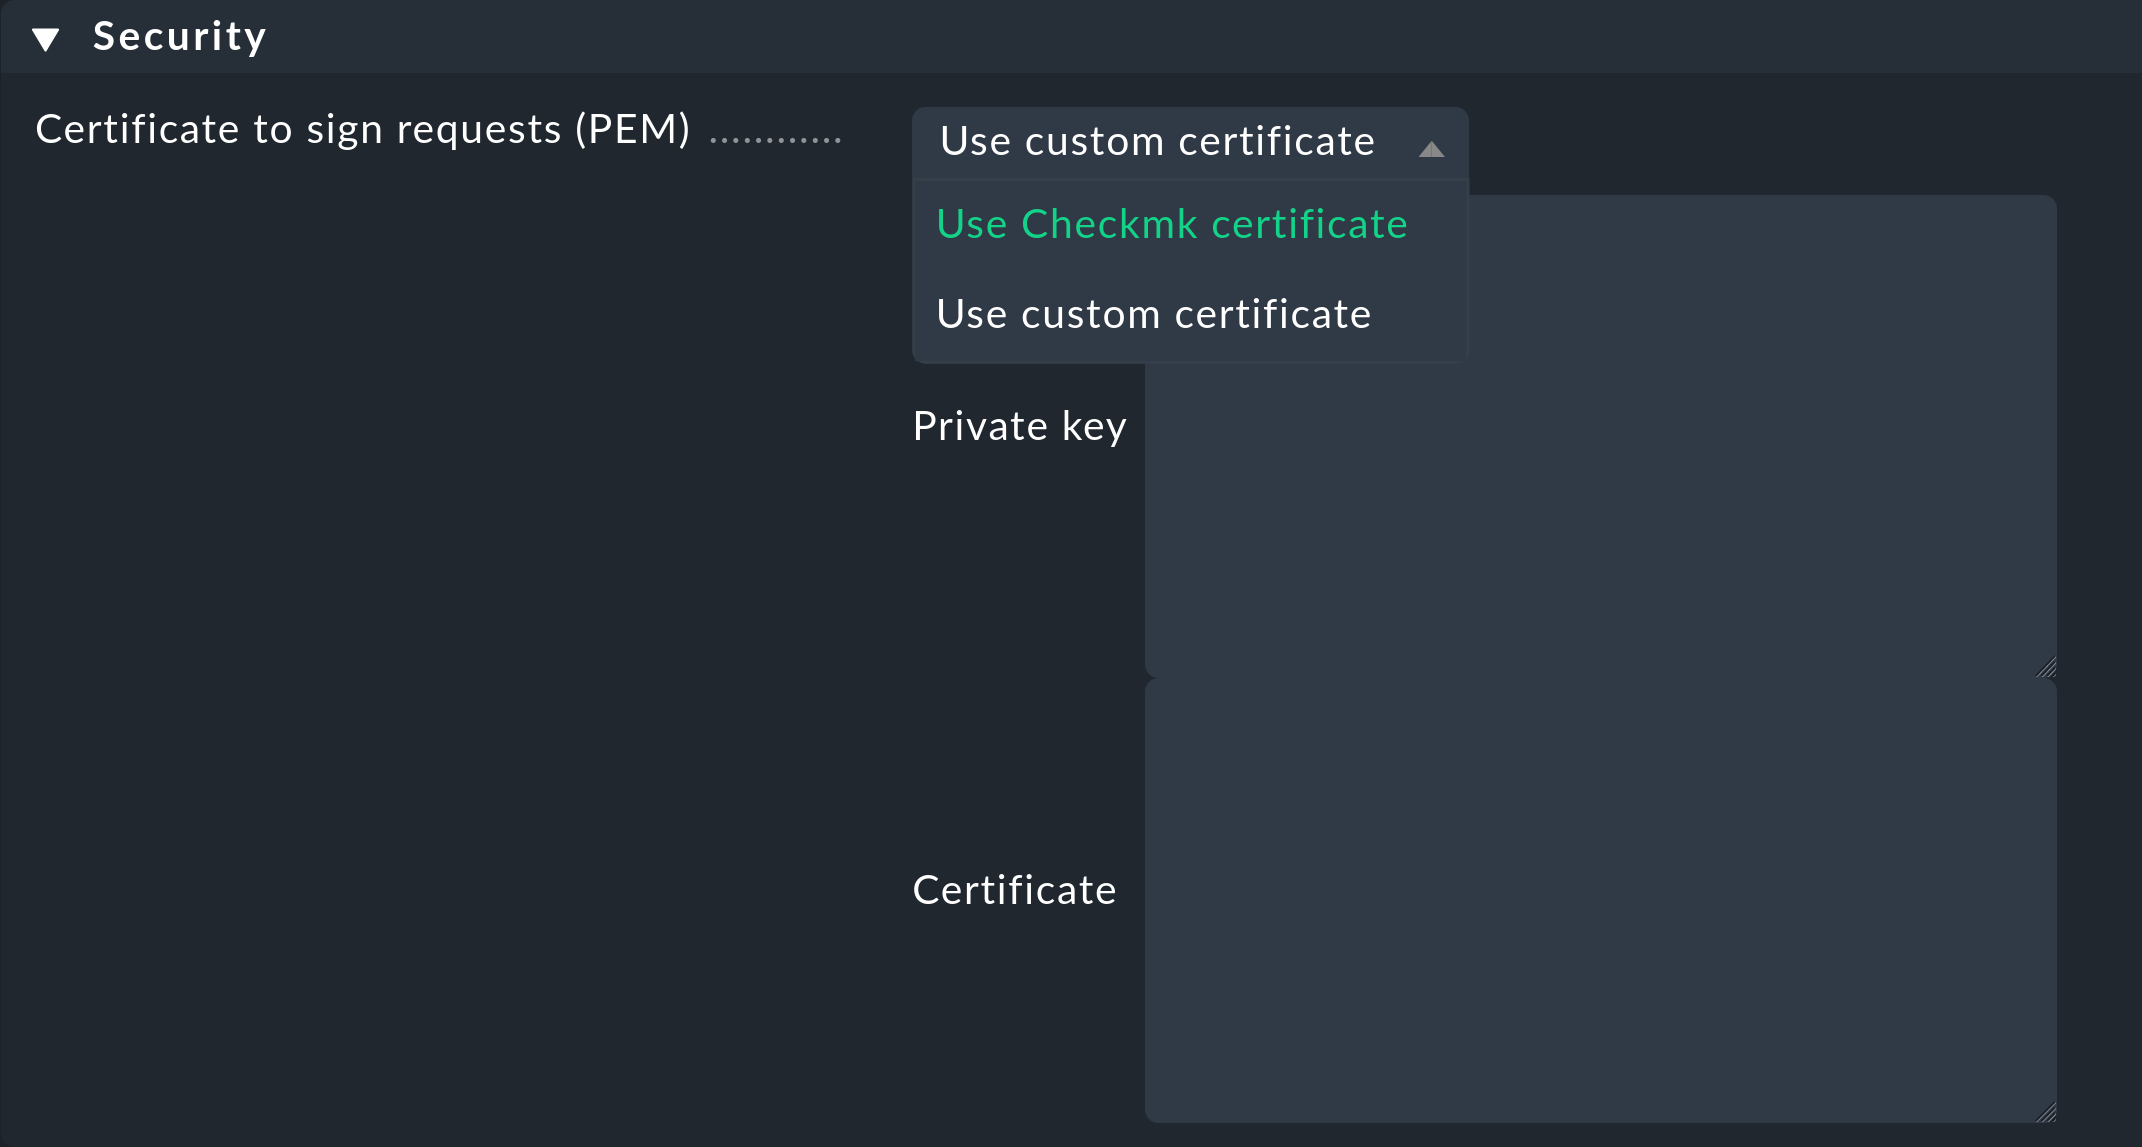 Security
Certificate to sign requests (PEM) ............
Use custom certificate
Use Checkmk certificate
Use custom certificate
Private key
Certificate